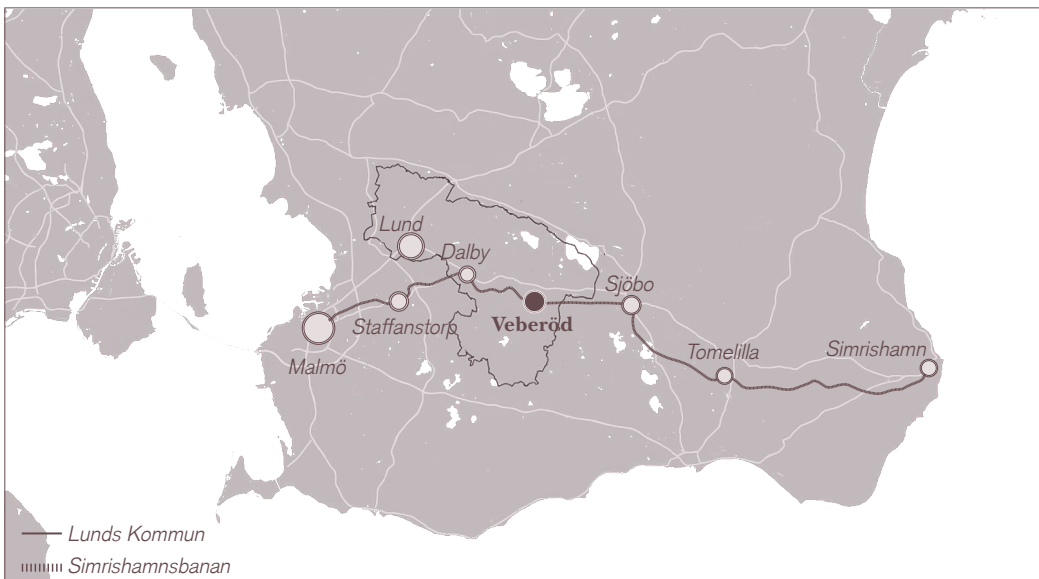 Lund
Dalby
Sjöbo
Staffanstorp
Veberöd
Malmö
Tomelilla
Simrishamn
Lunds Kommun
Simrishamnsbanan